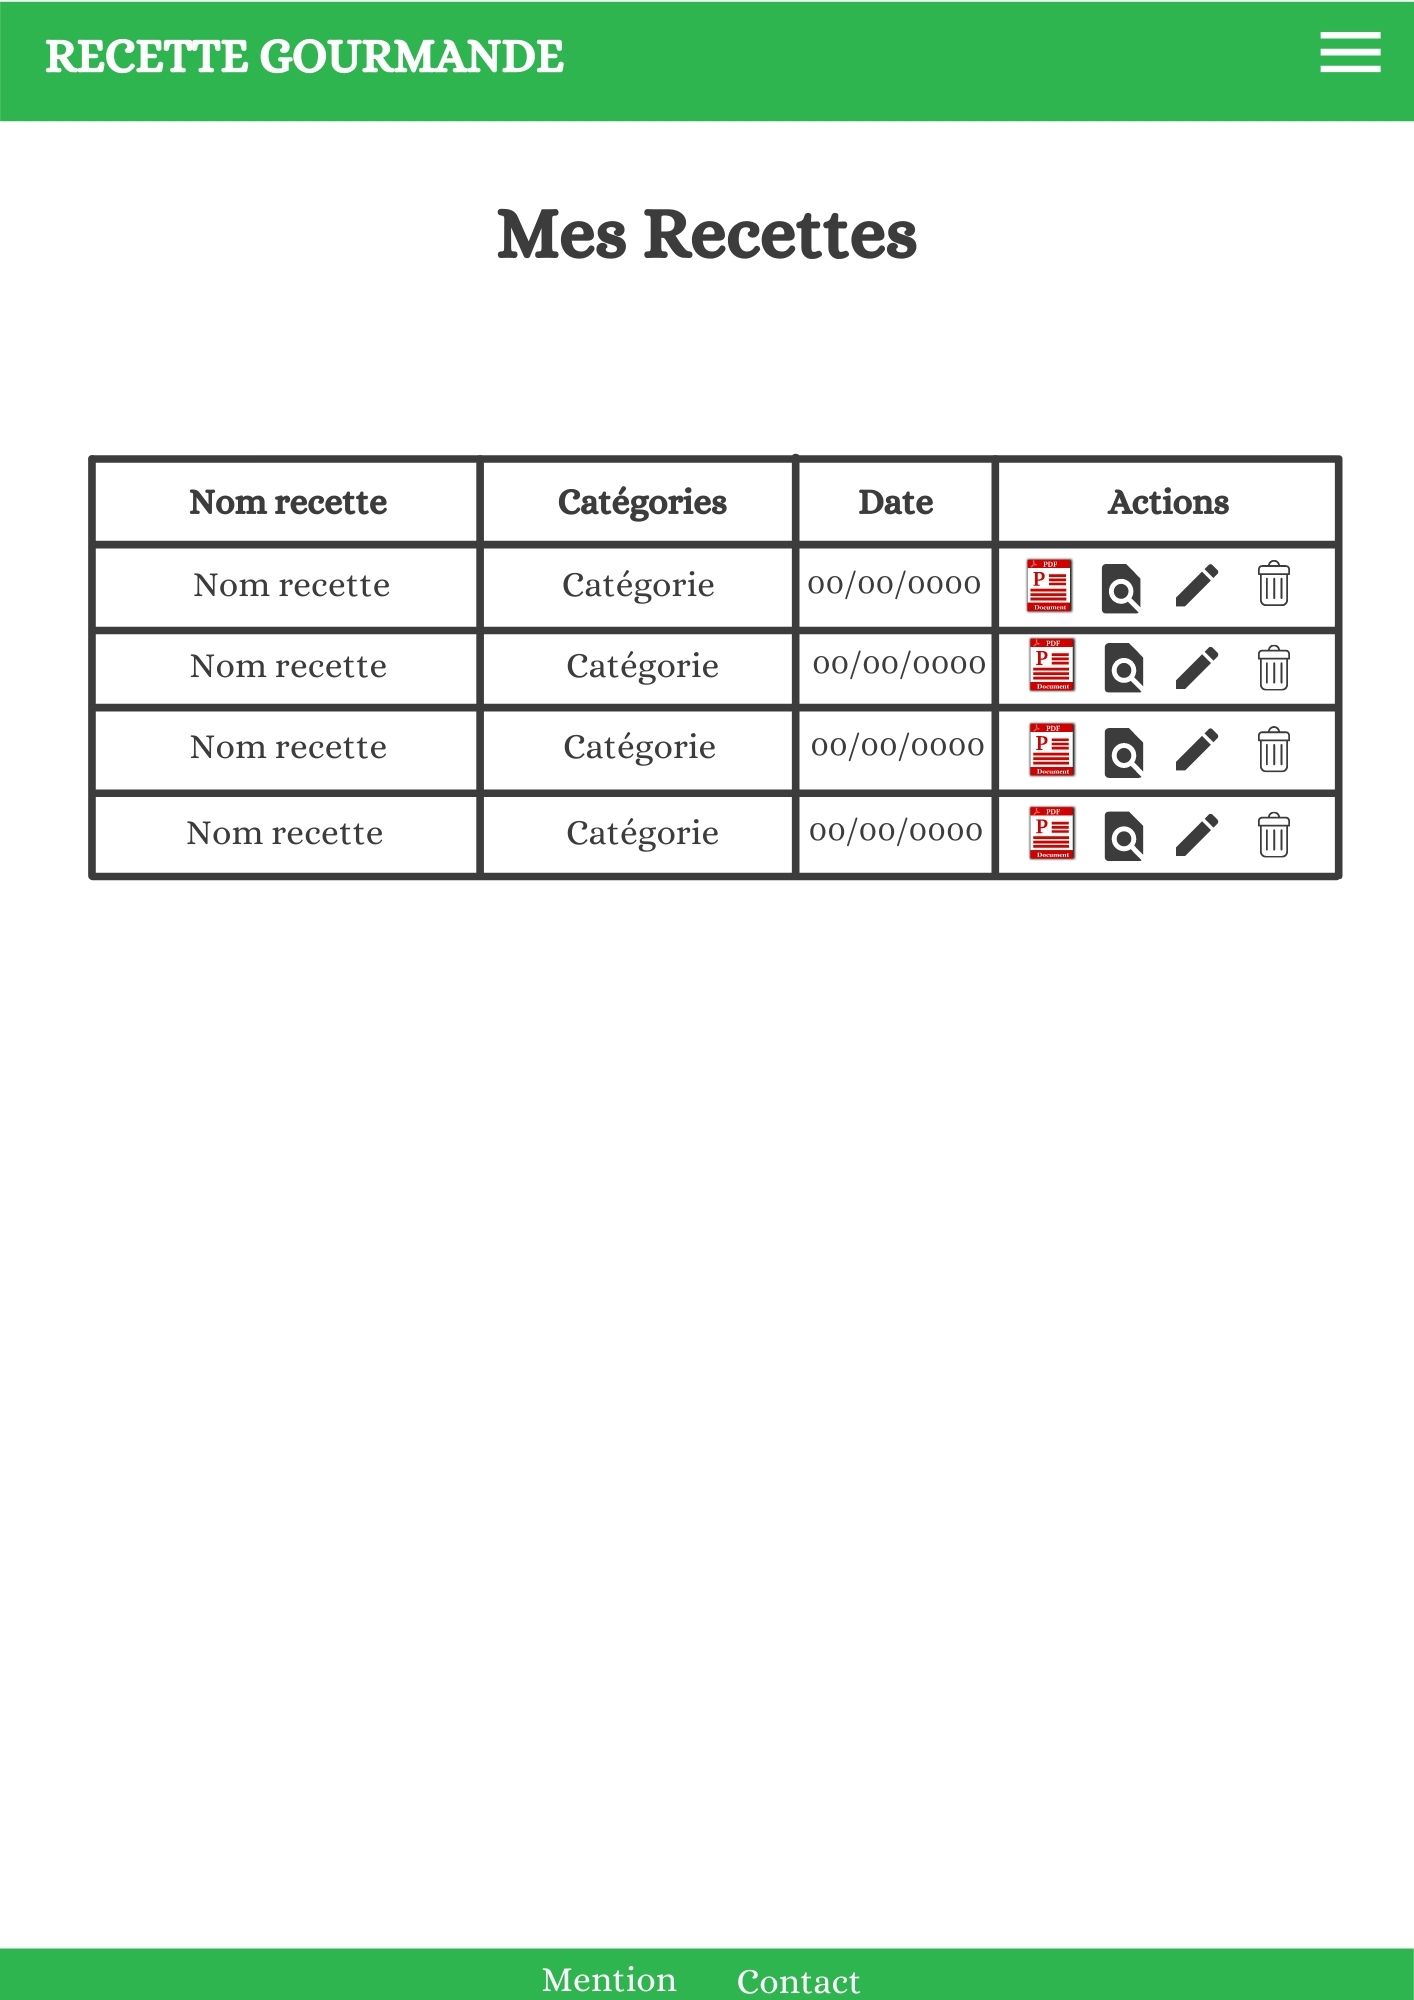 RECETTE GOURMANDE
Mes Recettes
Nom recette Catégories Date Actions
Nom recette Catégorie 00/00/0000 PDF P Document
Nom recette Catégorie 00/00/0000 PDF P Document
Nom recette Catégorie 00/00/0000 PDF P Document
Nom recette Catégorie 00/00/0000 PDF P Document
Mention Contact